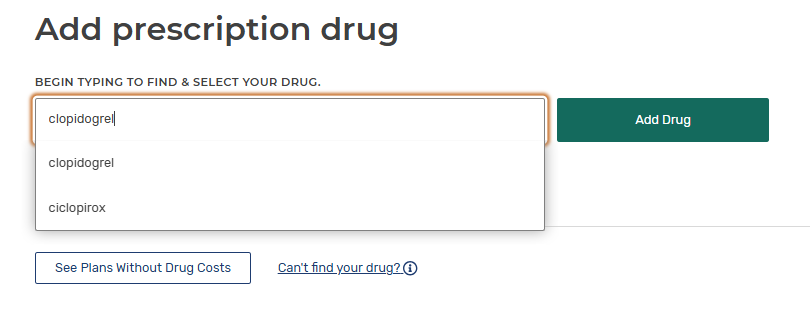 Add prescription drug
BEGIN TYPING TO FIND & SELECT YOUR DRUG.
clopidogrel
Add Drug
clopidogrel
ciclopirox
See Plans Without Drug Costs
Can't find your drug?